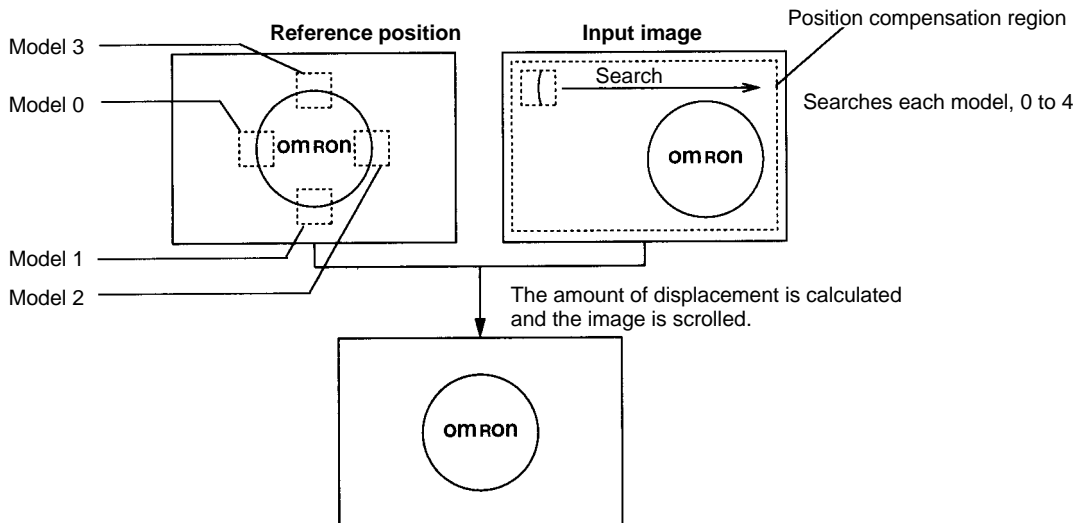 Reference position
Input image
Position compensation region
Model 3
Model 0
Search
Searches each model, 0 to 4
omRon
omRon
Model 1
Model 2
The amount of displacement is calculated
and the image is scrolled.
omRon